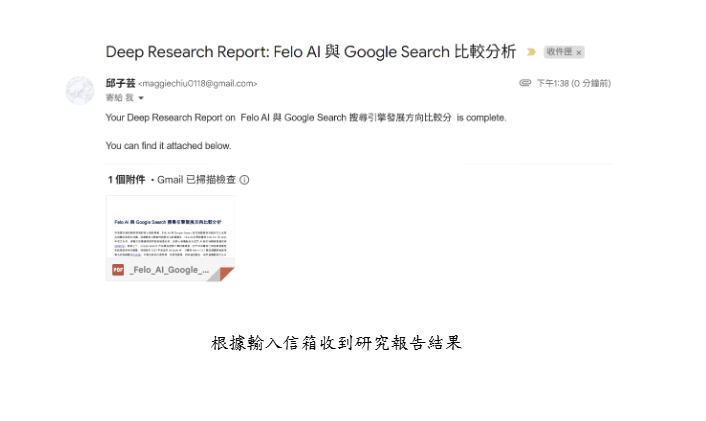 Deep Research Report: Felo AI 與 Google Search 比較分析 收件匣 ×
邱子芸 <maggiechiu0118@gmail.com> 下午1:38 (0 分鐘前)
寄給 我
Your Deep Research Report on Felo AI 與 Google Search 搜尋引擎發展方向比較分 is complete.
You can find it attached below.
1 個附件 • Gmail 已掃描檢查
Felo AI 與 Google Search 搜尋引擎發展方向比較分析
PDF _Felo_AI_Google_...
根據輸入信箱收到研究報告結果